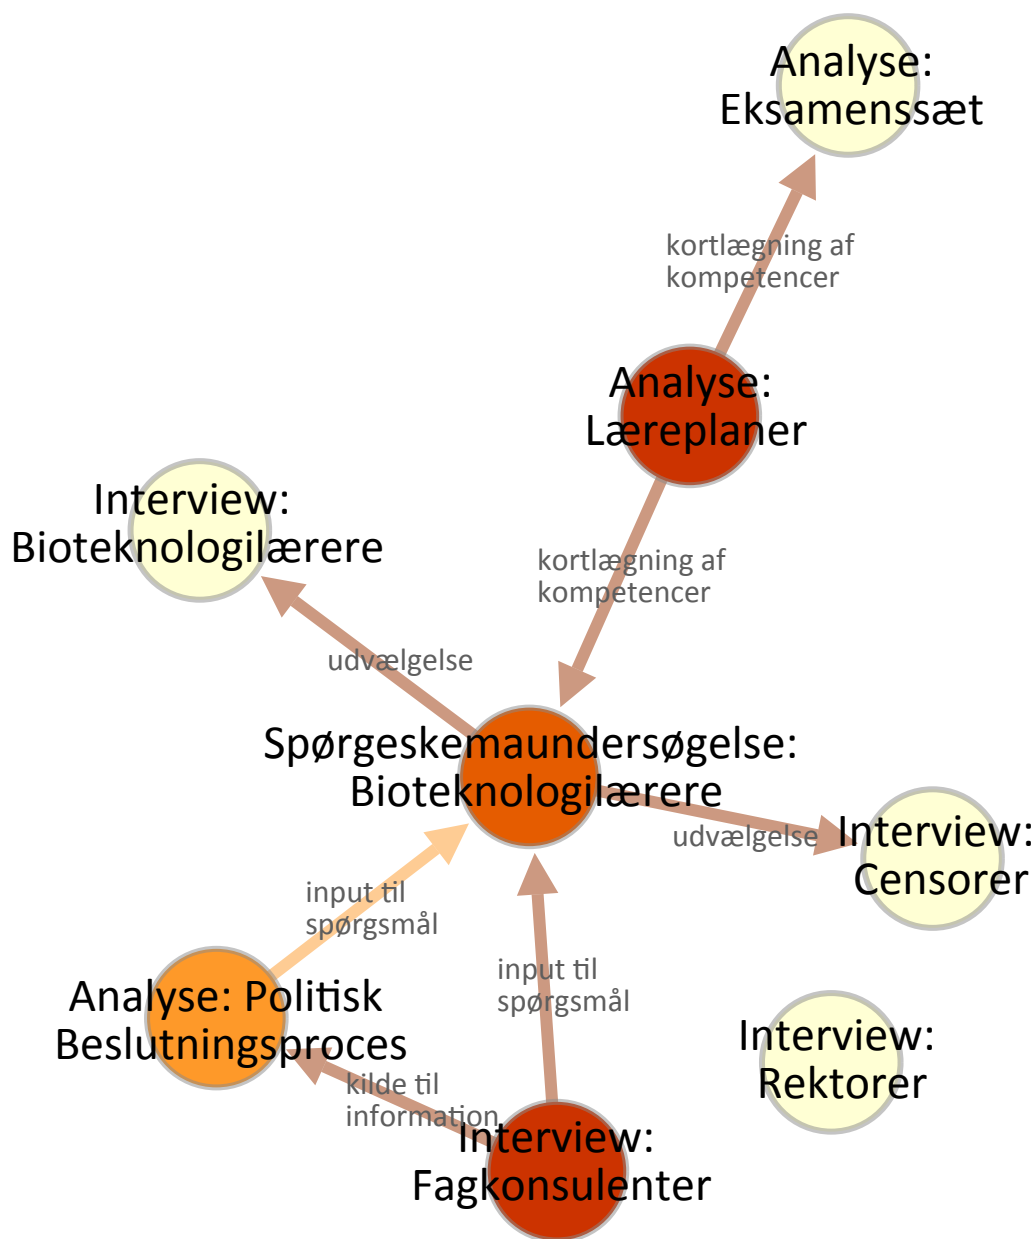 Analyse:
Eksamenssæt
kortlægning af
kompetencer
Analyse:
Læreplaner
Interview:
Bioteknologilærere
kortlægning af
kompetencer
udvælgelse
Spørgeskemaundersøgelse:
Bioteknologilærere
udvælgelse
Interview:
Censorer
input til
spørgsmål
input til
spørgsmål
Analyse: Politisk
Beslutningsproces
Interview:
Rektorer
kilde til
information
Interview:
Fagkonsulenter